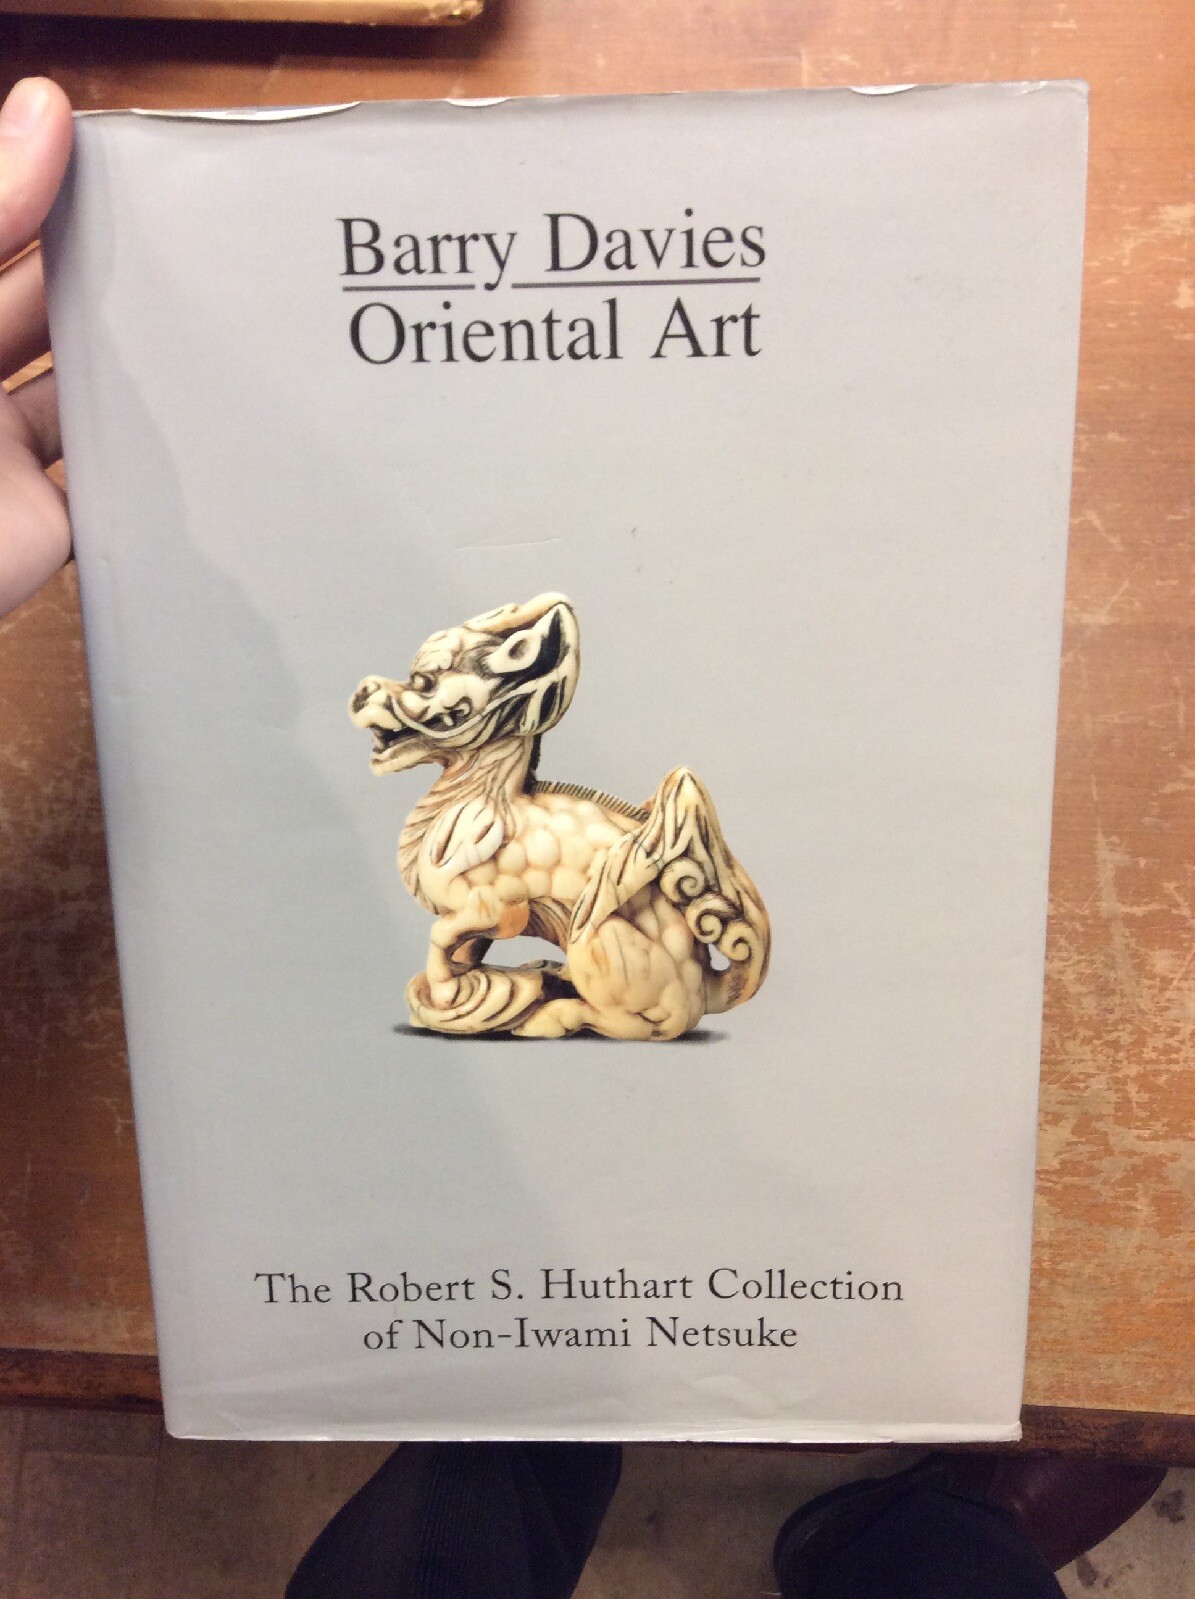 Barry Davies
Oriental Art
The Robert S. Huthart Collection
of Non-Iwami Netsuke